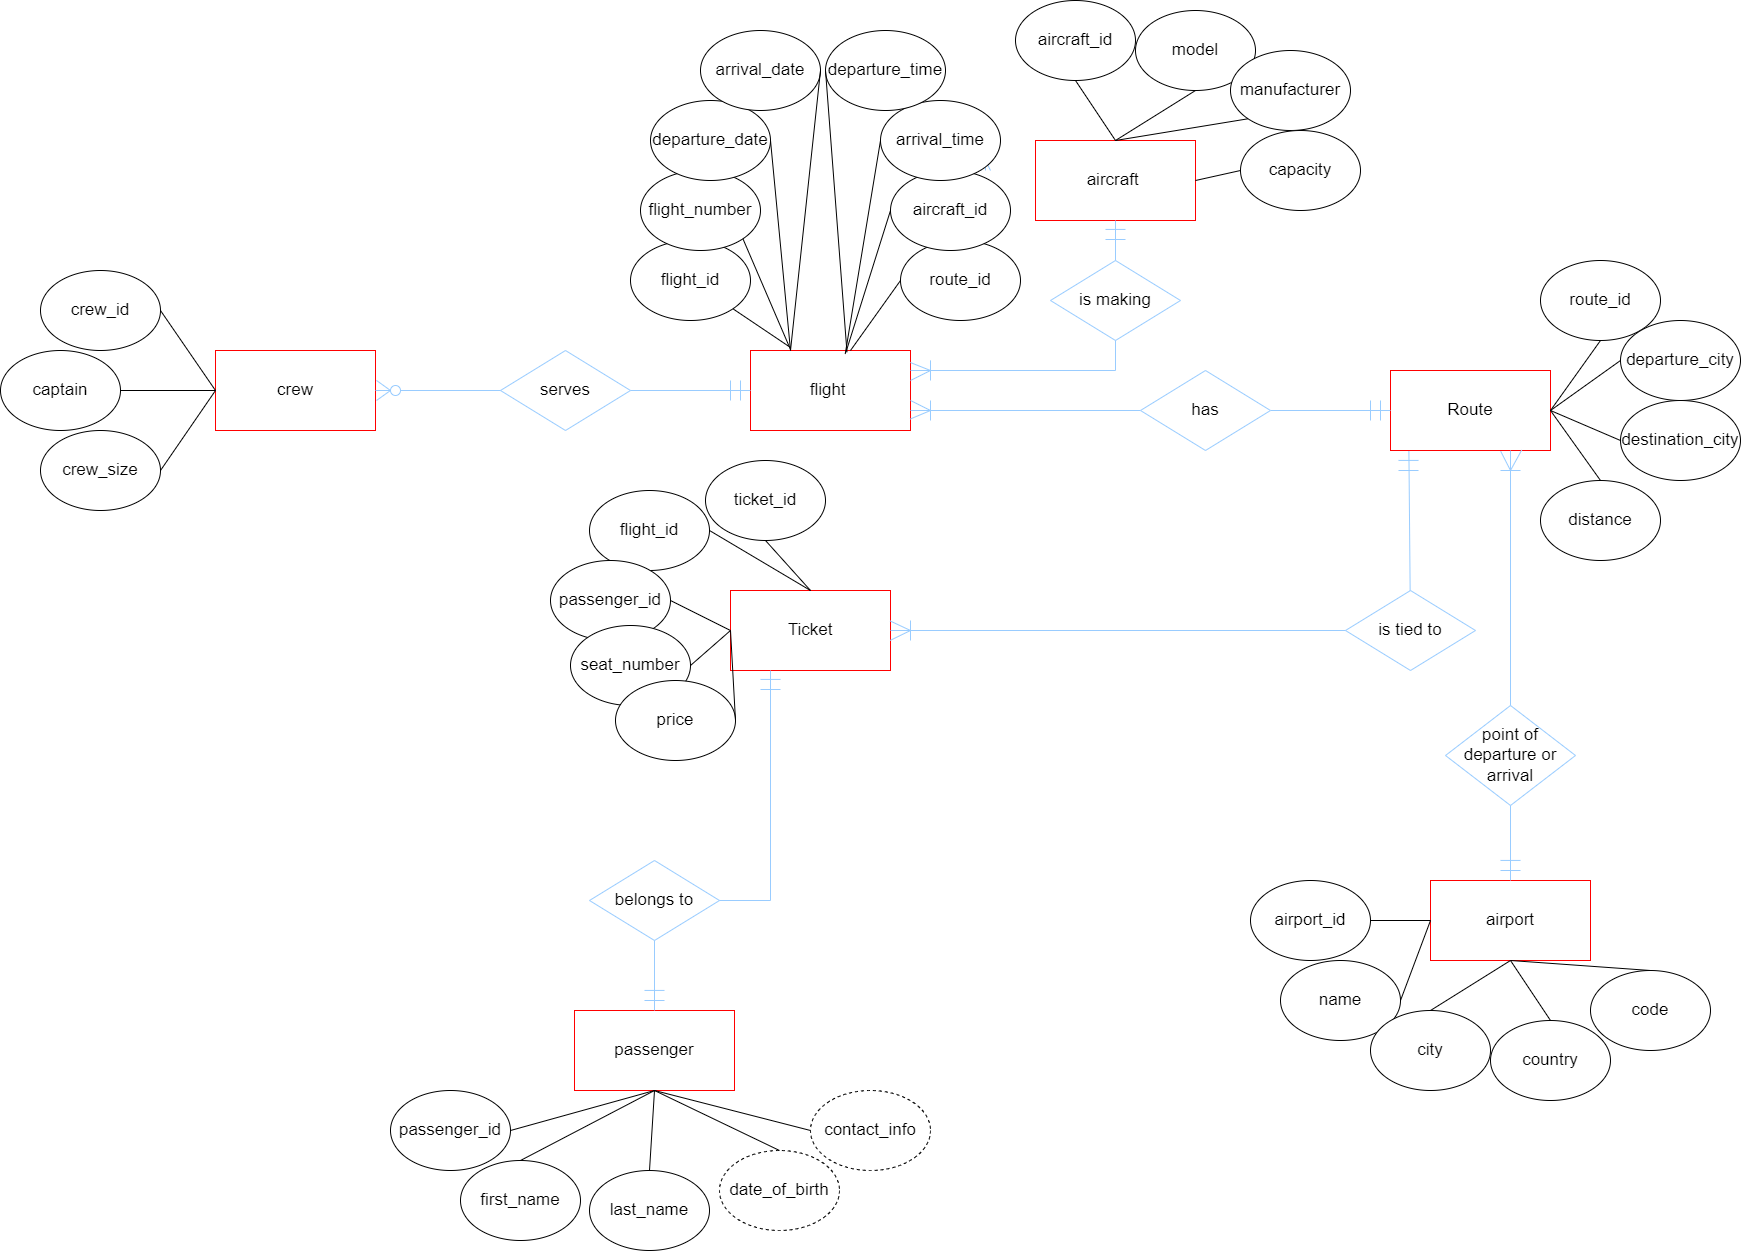 aircraft_id
model
arrival_date
departure_time
manufacturer
departure_date
arrival_time
capacity
aircraft
flight_number
aircraft_id
flight_id
route_id
is making
route_id
crew_id
departure_city
captain
crew
serves
flight
has
Route
destination_city
crew_size
ticket_id
flight_id
distance
passenger_id
Ticket
is tied to
seat_number
price
point of
departure or
arrival
belongs to
airport_id
airport
name
code
city
country
passenger
passenger_id
contact_info
first_name
last_name
date_of_birth